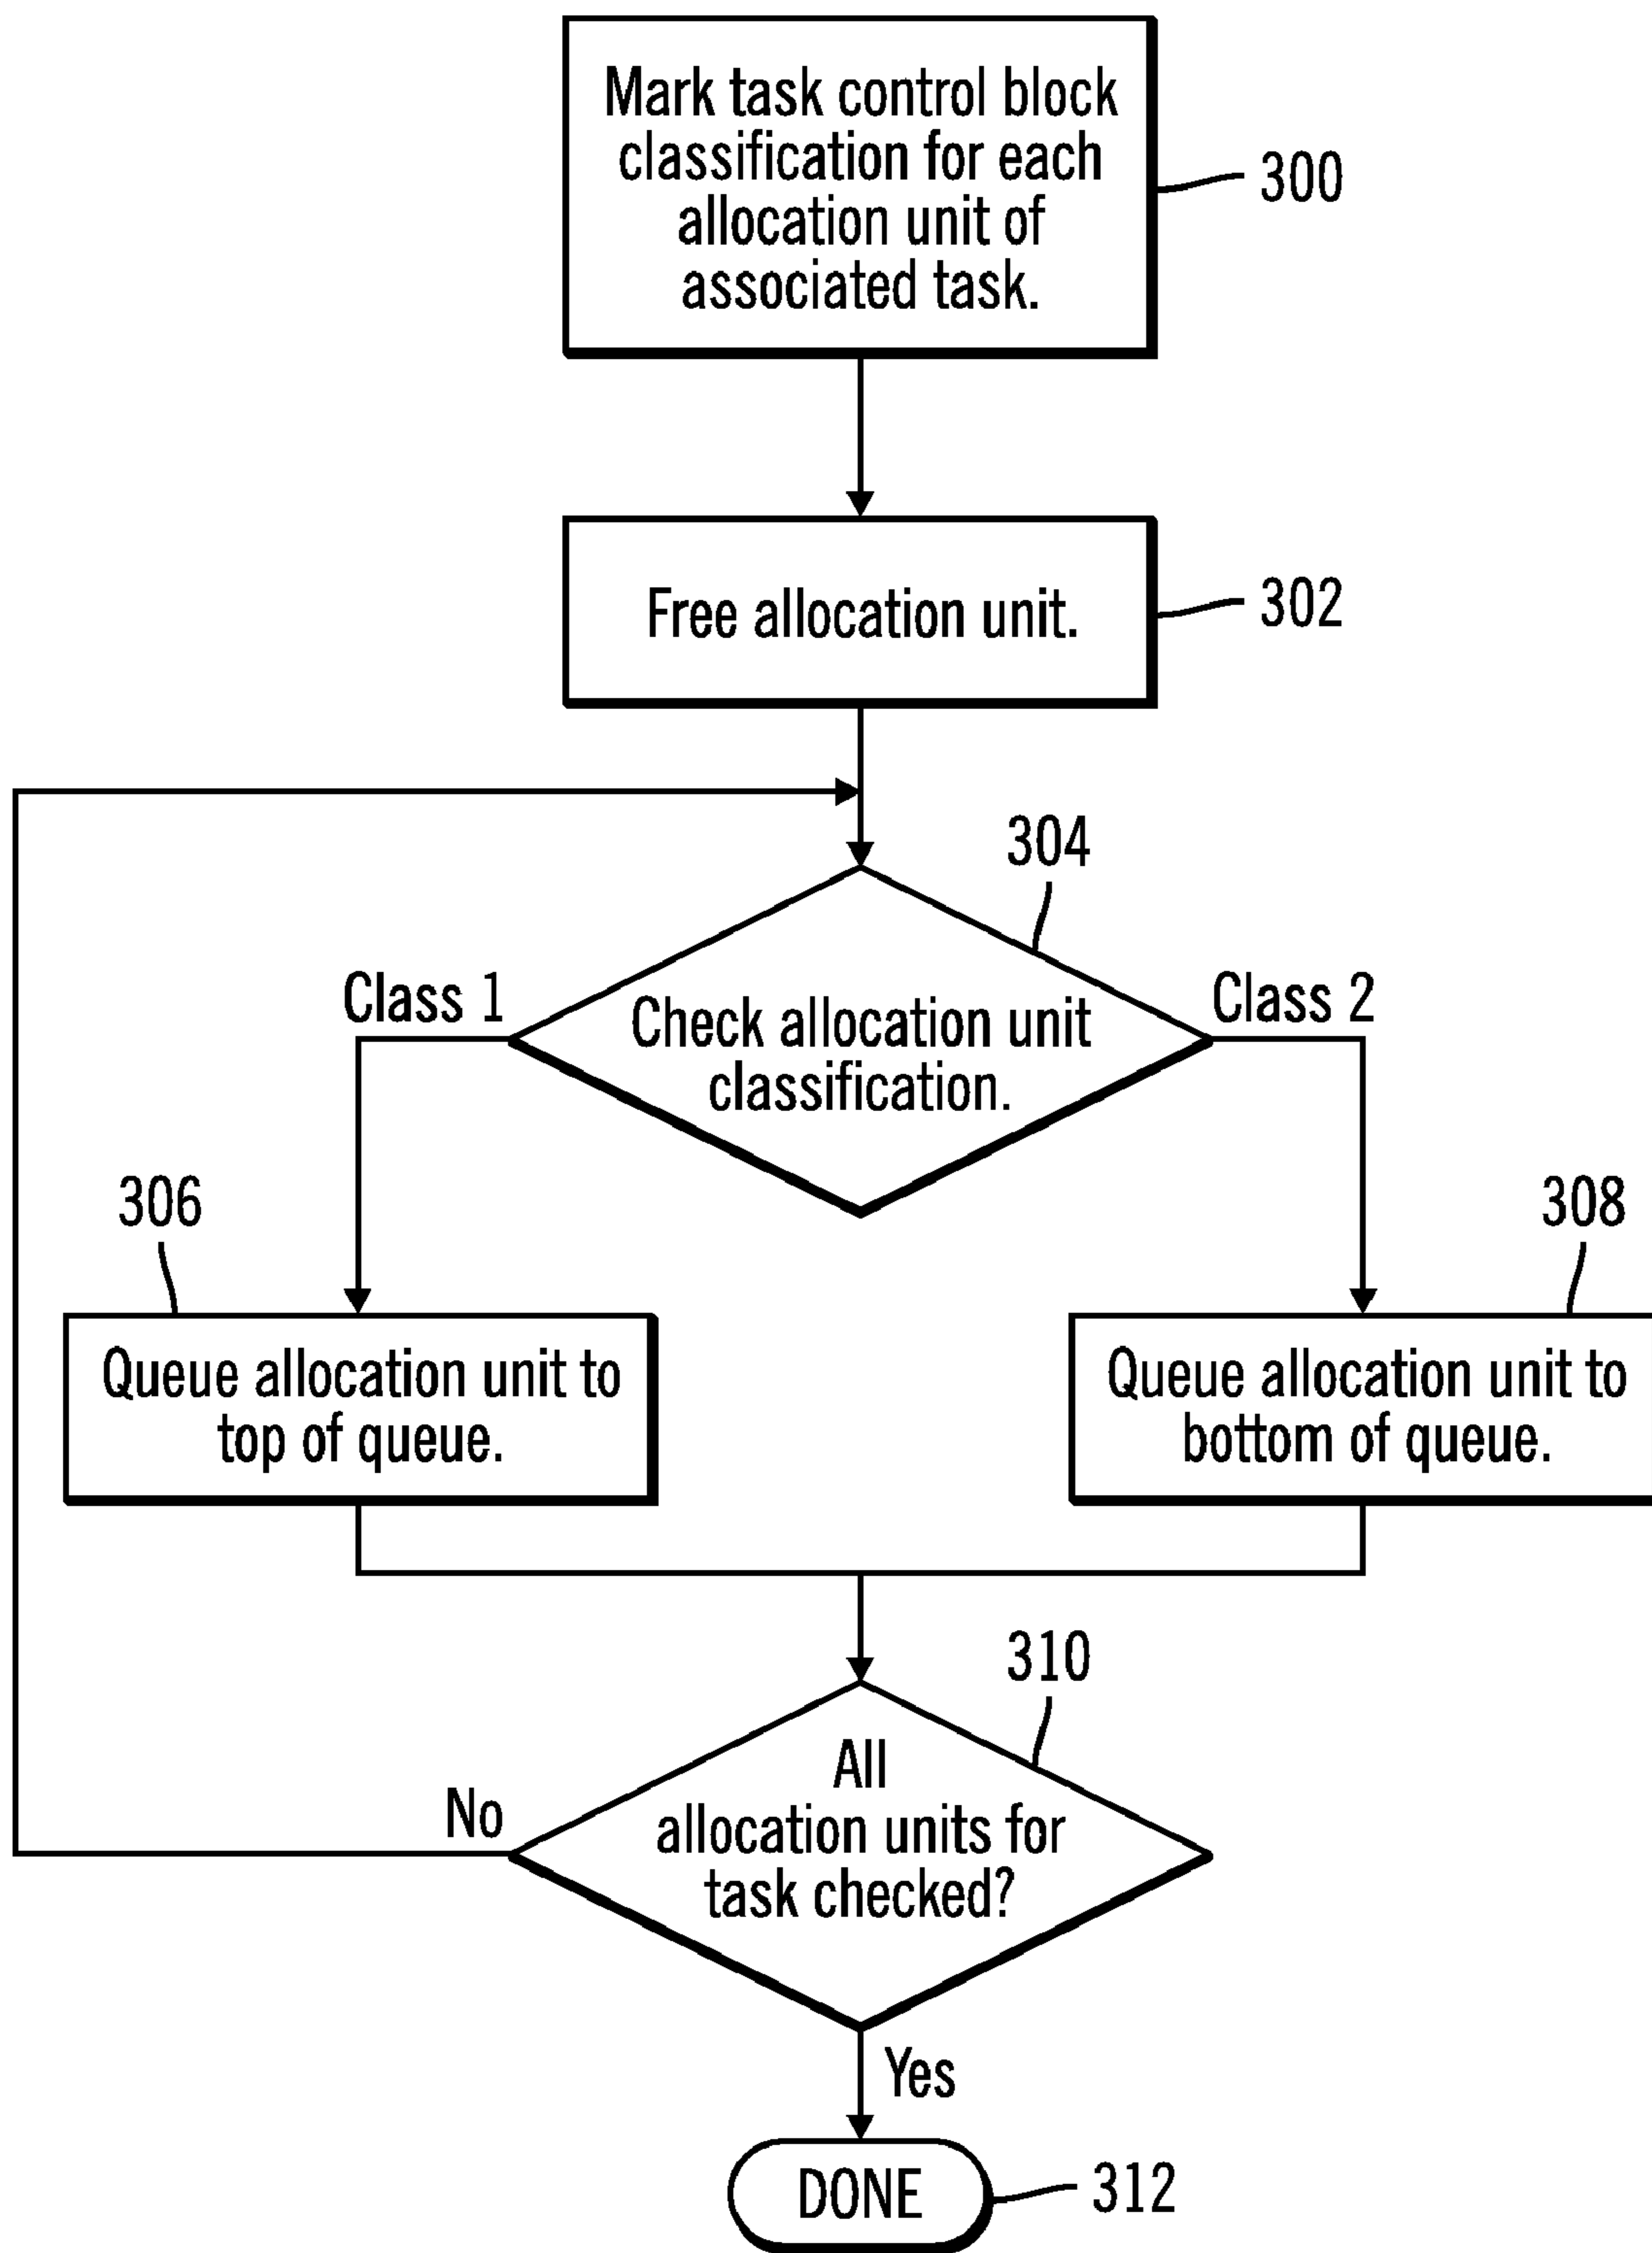 Mark task control block
classification for each
allocation unit of
associated task.
300
Free allocation unit.
302
304
Class 1
Check allocation unit
classification.
Class 2
306
308
Queue allocation unit to
top of queue.
Queue allocation unit to
bottom of queue.
310
All
allocation units for
task checked?
No
Yes
DONE
312